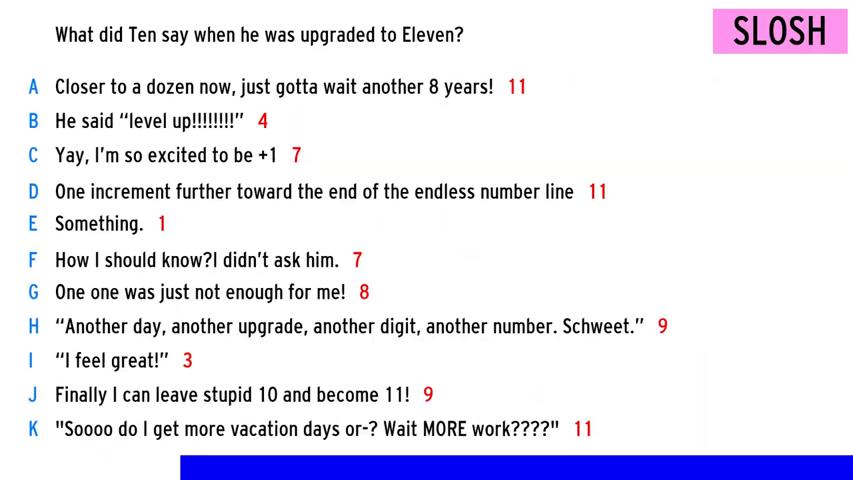 What did Ten say when he was upgraded to Eleven?
SLOSH
A Closer to a dozen now, just gotta wait another 8 years! 11
B He said “level up!!!!!!!!” 4
C Yay, I’m so excited to be +1 7
D One increment further toward the end of the endless number line 11
E Something. 1
F How I should know?I didn’t ask him. 7
G One one was just not enough for me! 8
H “Another day, another upgrade, another digit, another number. Schweet.” 9
I “I feel great!” 3
J Finally I can leave stupid 10 and become 11! 9
K "Soooo do I get more vacation days or-? Wait MORE work????" 11